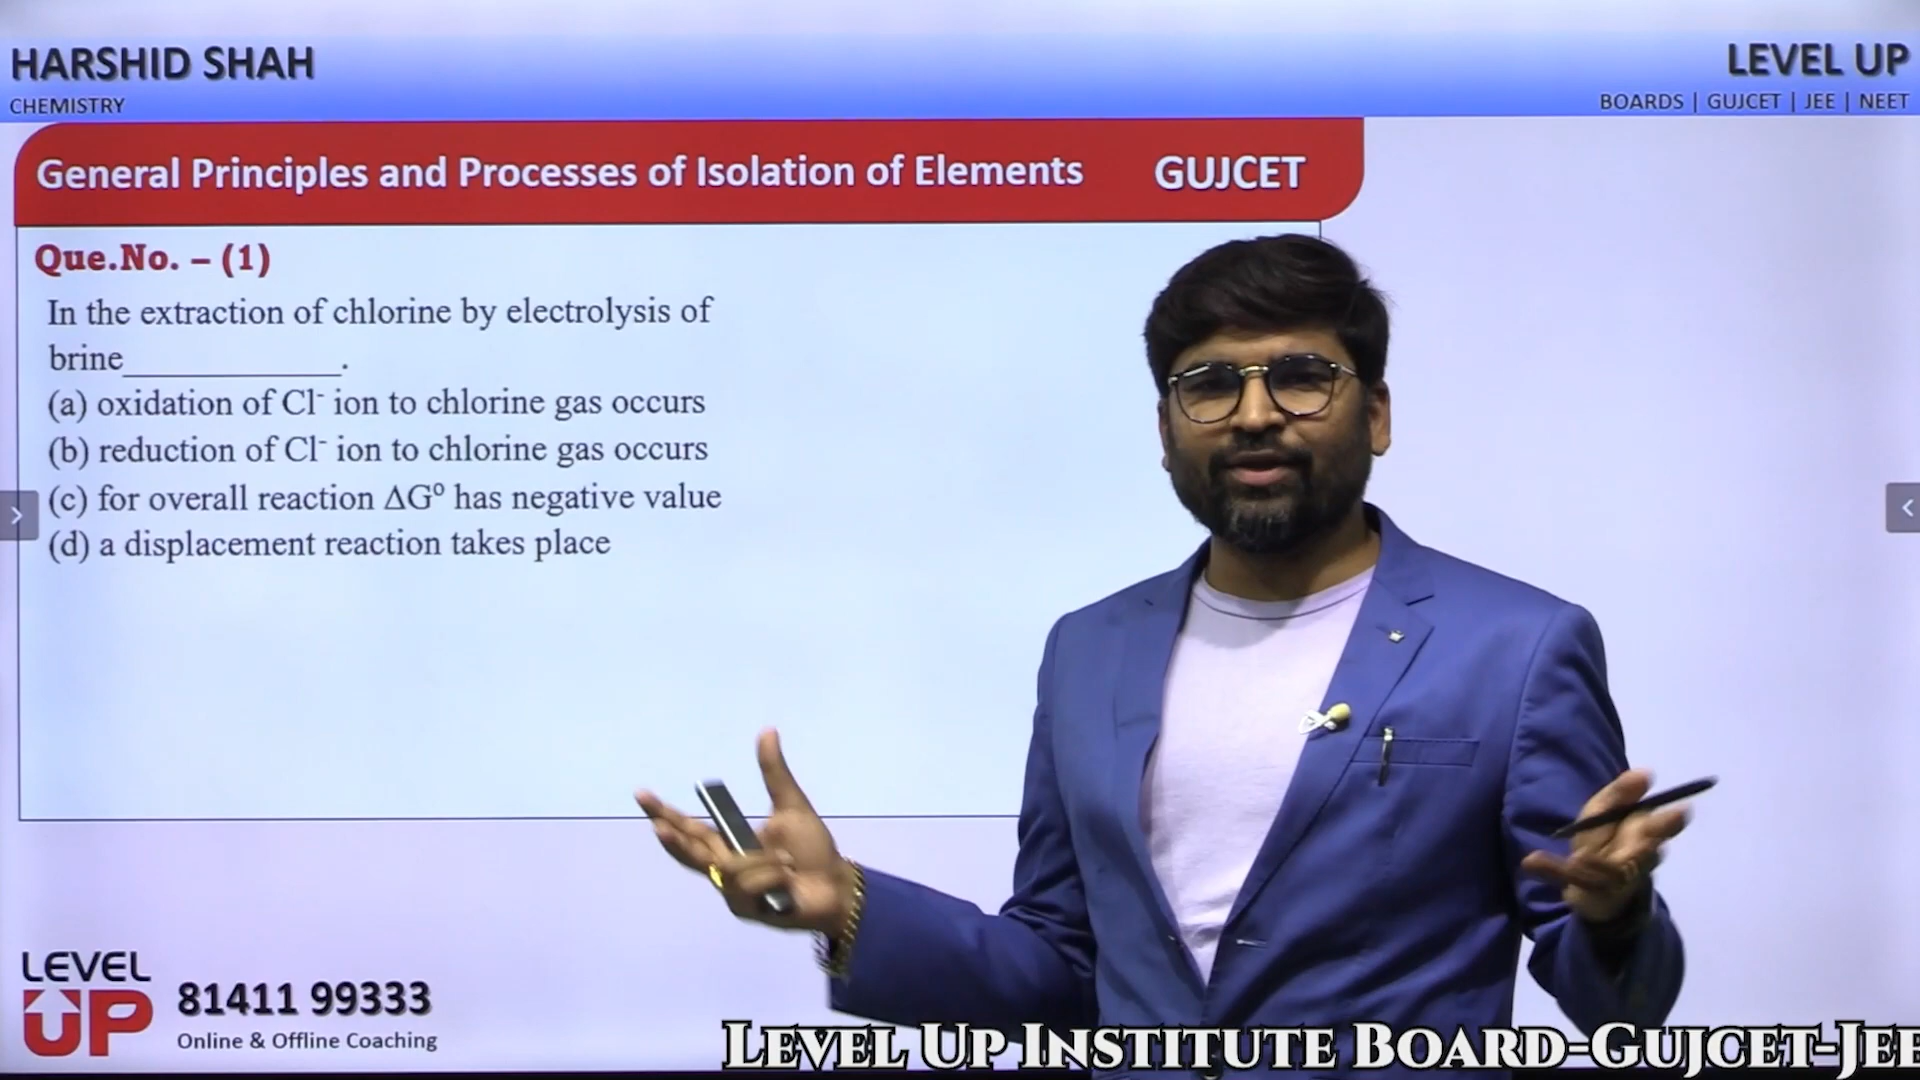 HARSHID SHAH
CHEMISTRY
LEVEL UP
BOARDS | GUJCET | JEE | NEET
General Principles and Processes of Isolation of Elements GUJCET
Que.No. – (1)
In the extraction of chlorine by electrolysis of
brine____________.
(a) oxidation of Cl⁻ ion to chlorine gas occurs
(b) reduction of Cl⁻ ion to chlorine gas occurs
(c) for overall reaction ΔG⁰ has negative value
(d) a displacement reaction takes place
LEVEL
UP
81411 99333
Online & Offline Coaching
Level Up Institute Board-Gujcet-Jee